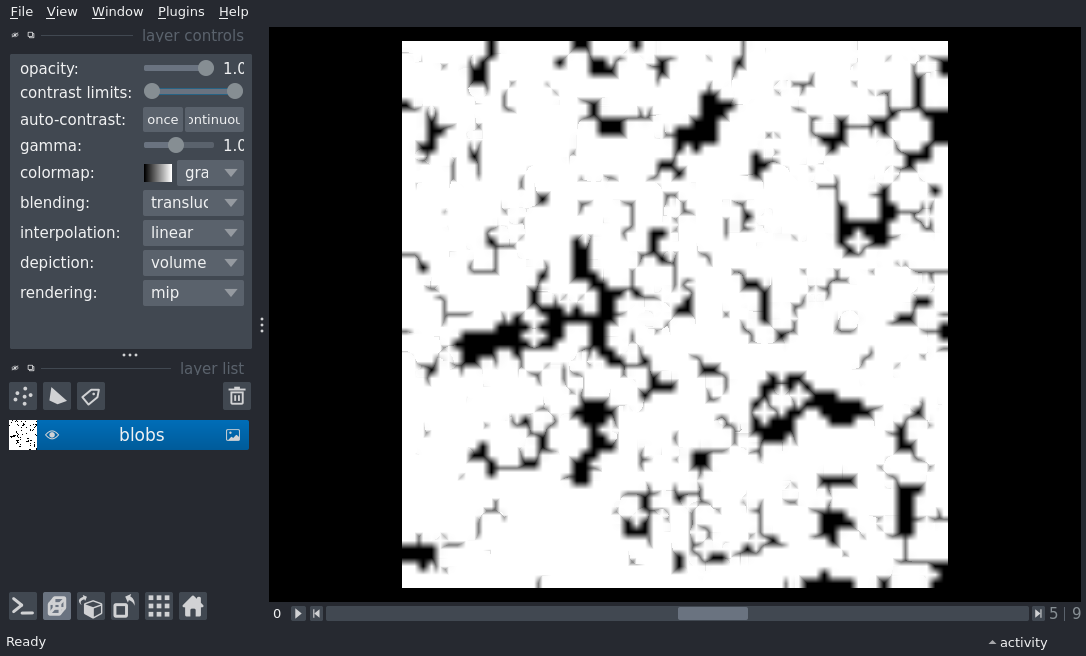 File View Window Plugins Help
layer controls
opacity: 1.0
contrast limits:
auto-contrast: once ontinuou
gamma: 1.0
colormap: gra
blending: transluc
interpolation: linear
depiction: volume
rendering: mip
layer list
blobs
0 5 | 9
Ready activity